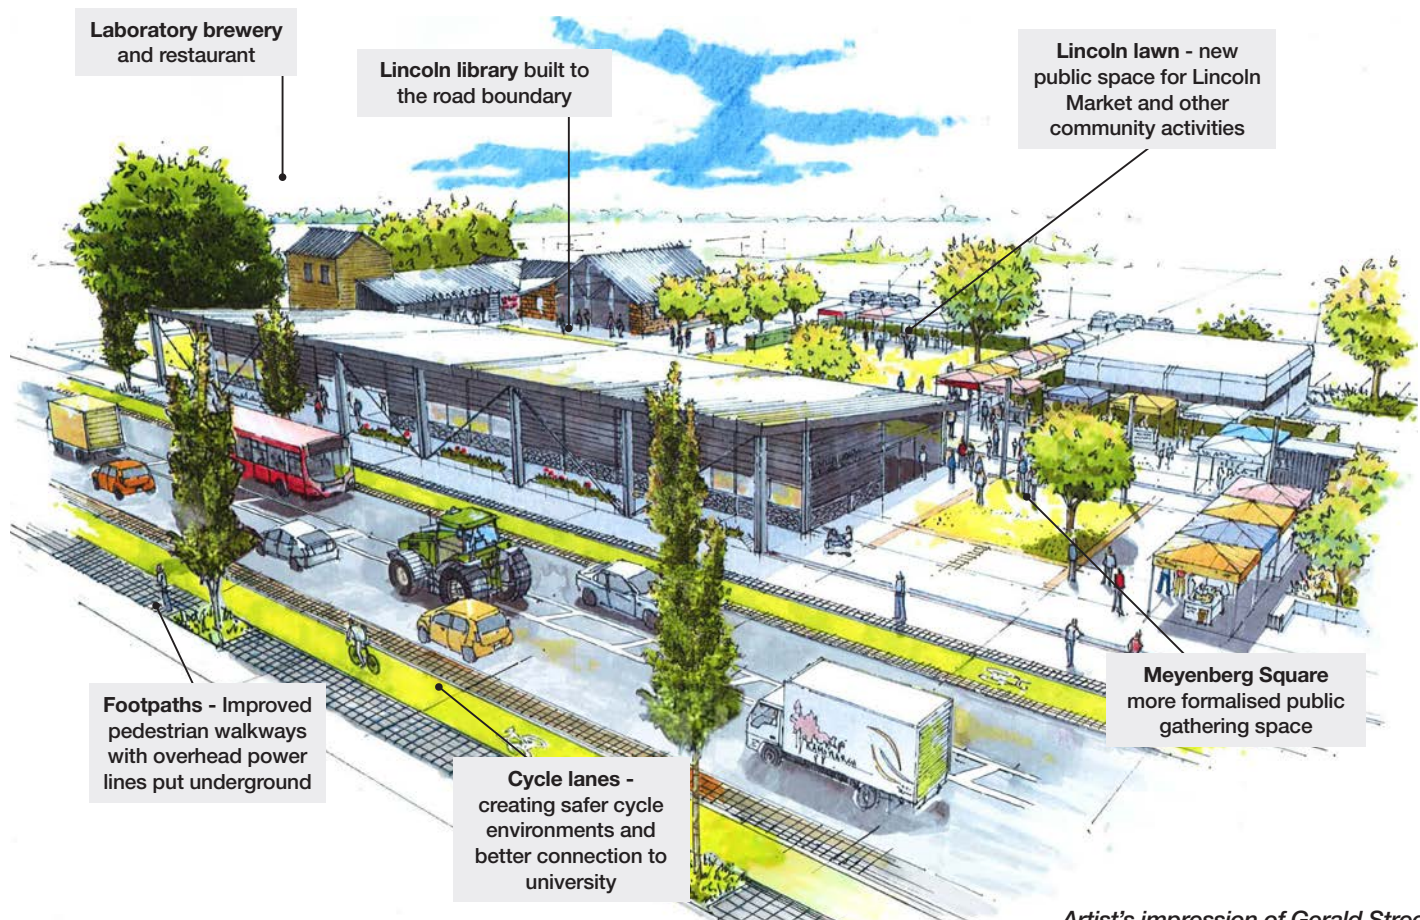 Laboratory brewery
and restaurant
Lincoln library built to
the road boundary
Lincoln lawn - new
public space for Lincoln
Market and other
community activities
Footpaths - Improved
pedestrian walkways
with overhead power
lines put underground
Cycle lanes -
creating safer cycle
environments and
better connection to
university
Meyenberg Square
more formalised public
gathering space
Artist's impression of Gerald Stre